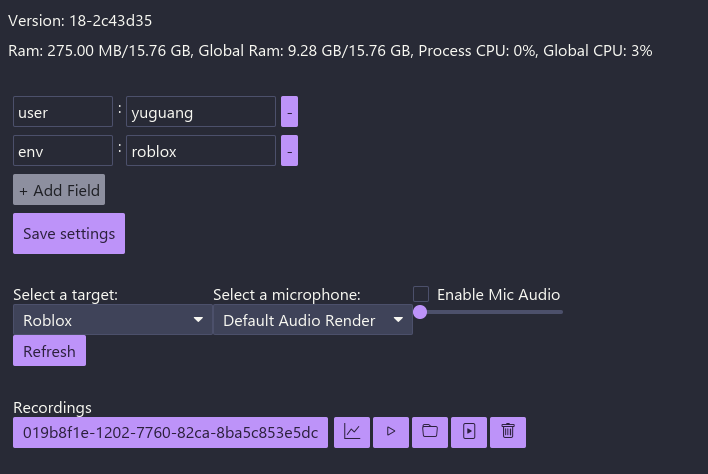 Version: 18-2c43d35
Ram: 275.00 MB/15.76 GB, Global Ram: 9.28 GB/15.76 GB, Process CPU: 0%, Global CPU: 3%
user : yuguang -
env : roblox -
+ Add Field
Save settings
Select a target: Select a microphone: Enable Mic Audio
Roblox Default Audio Render
Refresh
Recordings
019b8f1e-1202-7760-82ca-8ba5c853e5dc